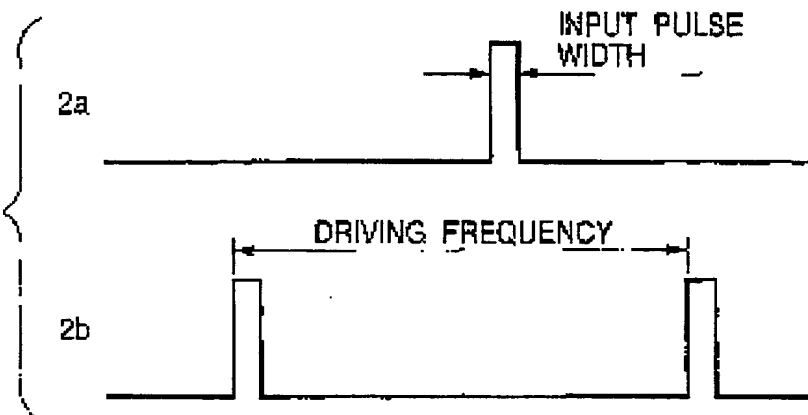 INPUT PULSE
WIDTH
2a
DRIVING FREQUENCY
2b